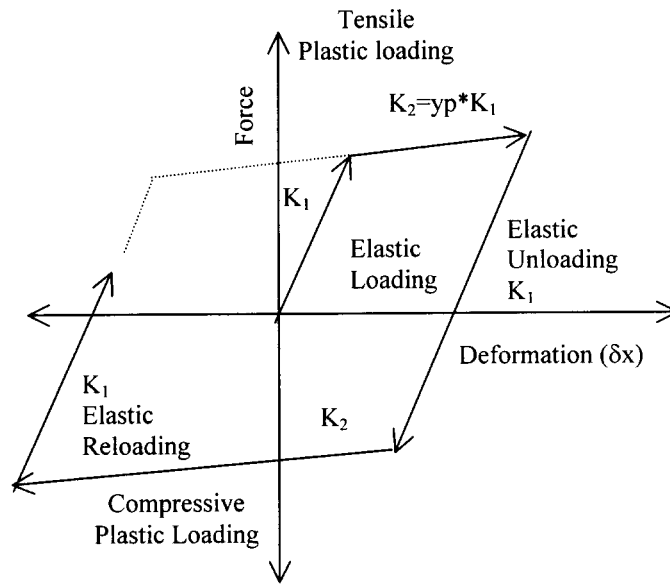 Tensile
Plastic loading
K₂=yp*K₁
Force
K₁
Elastic
Loading
Elastic
Unloading
K₁
Deformation (δx)
K₁
Elastic
Reloading
K₂
Compressive
Plastic Loading